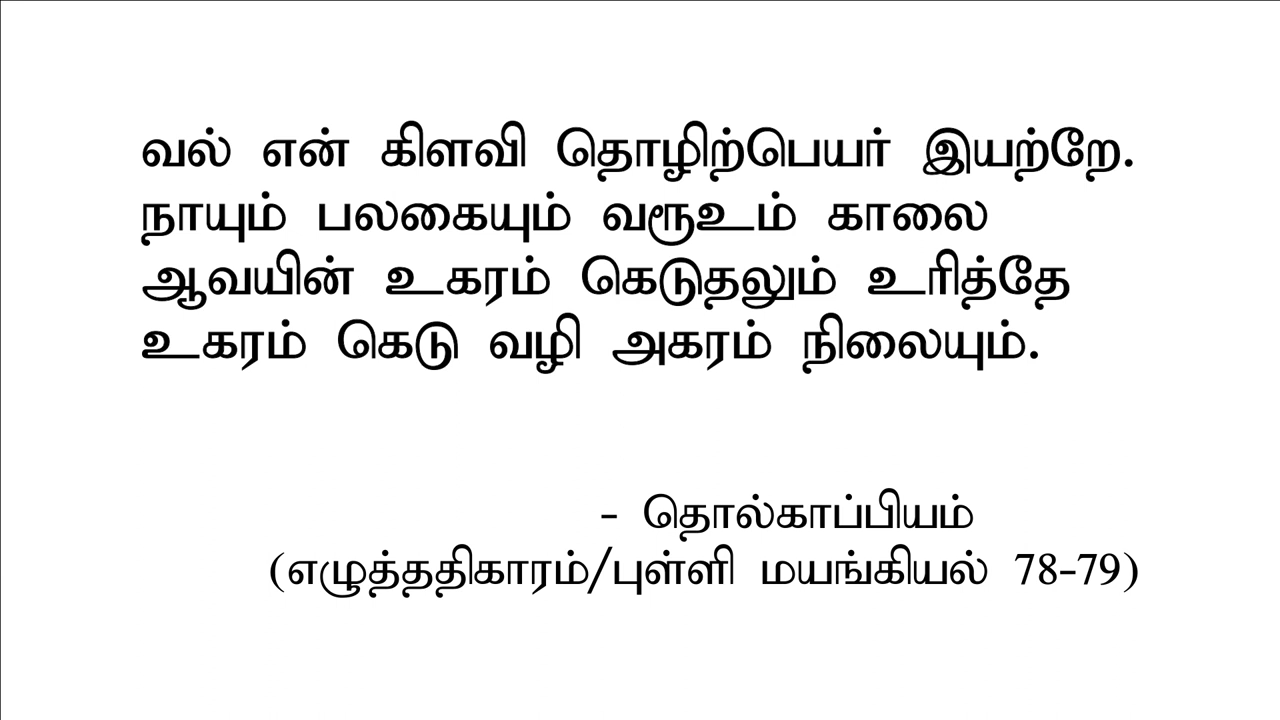 வல் என் கிளவி தொழிற்பெயர் இயற்றே.
நாயும் பலகையும் வரூஉம் காலை
ஆவயின் உகரம் கெடுதலும் உரித்தே
உகரம் கெடு வழி அகரம் நிலையும்.
- தொல்காப்பியம்
(எழுத்ததிகாரம்/புள்ளி மயங்கியல் 78-79)